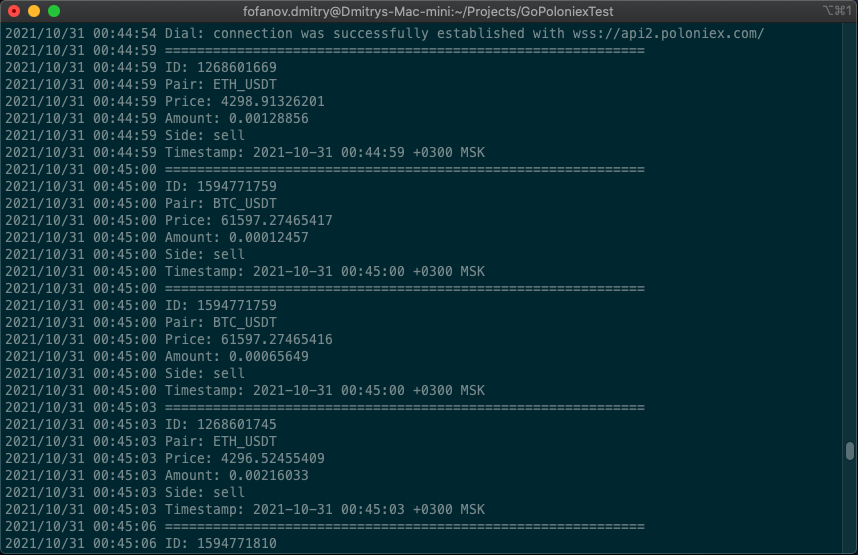 fofanov.dmitry@Dmitrys-Mac-mini:~/Projects/GoPoloniexTest
⌥⌘1
2021/10/31 00:44:54 Dial: connection was successfully established with wss://api2.poloniex.com/
2021/10/31 00:44:59 ============================================================
2021/10/31 00:44:59 ID: 1268601669
2021/10/31 00:44:59 Pair: ETH_USDT
2021/10/31 00:44:59 Price: 4298.91326201
2021/10/31 00:44:59 Amount: 0.00128856
2021/10/31 00:44:59 Side: sell
2021/10/31 00:44:59 Timestamp: 2021-10-31 00:44:59 +0300 MSK
2021/10/31 00:45:00 ============================================================
2021/10/31 00:45:00 ID: 1594771759
2021/10/31 00:45:00 Pair: BTC_USDT
2021/10/31 00:45:00 Price: 61597.27465417
2021/10/31 00:45:00 Amount: 0.00012457
2021/10/31 00:45:00 Side: sell
2021/10/31 00:45:00 Timestamp: 2021-10-31 00:45:00 +0300 MSK
2021/10/31 00:45:00 ============================================================
2021/10/31 00:45:00 ID: 1594771759
2021/10/31 00:45:00 Pair: BTC_USDT
2021/10/31 00:45:00 Price: 61597.27465416
2021/10/31 00:45:00 Amount: 0.00065649
2021/10/31 00:45:00 Side: sell
2021/10/31 00:45:00 Timestamp: 2021-10-31 00:45:00 +0300 MSK
2021/10/31 00:45:03 ============================================================
2021/10/31 00:45:03 ID: 1268601745
2021/10/31 00:45:03 Pair: ETH_USDT
2021/10/31 00:45:03 Price: 4296.52455409
2021/10/31 00:45:03 Amount: 0.00216033
2021/10/31 00:45:03 Side: sell
2021/10/31 00:45:03 Timestamp: 2021-10-31 00:45:03 +0300 MSK
2021/10/31 00:45:06 ============================================================
2021/10/31 00:45:06 ID: 1594771810